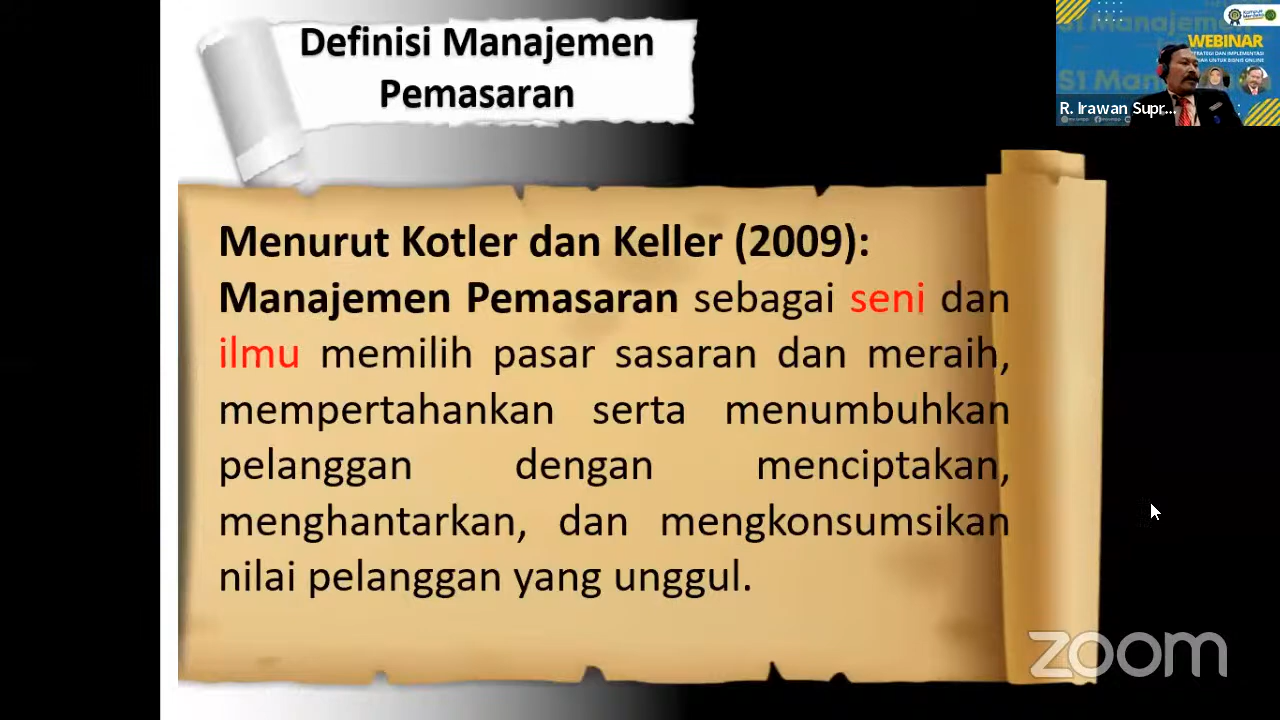 Definisi Manajemen
Pemasaran
Menurut Kotler dan Keller (2009):
Manajemen Pemasaran sebagai seni dan
ilmu memilih pasar sasaran dan meraih,
mempertahankan serta menumbuhkan
pelanggan dengan menciptakan,
menghantarkan, dan mengkonsumsikan
nilai pelanggan yang unggul.
WEBINAR
R. Irawan Supr...
zoom